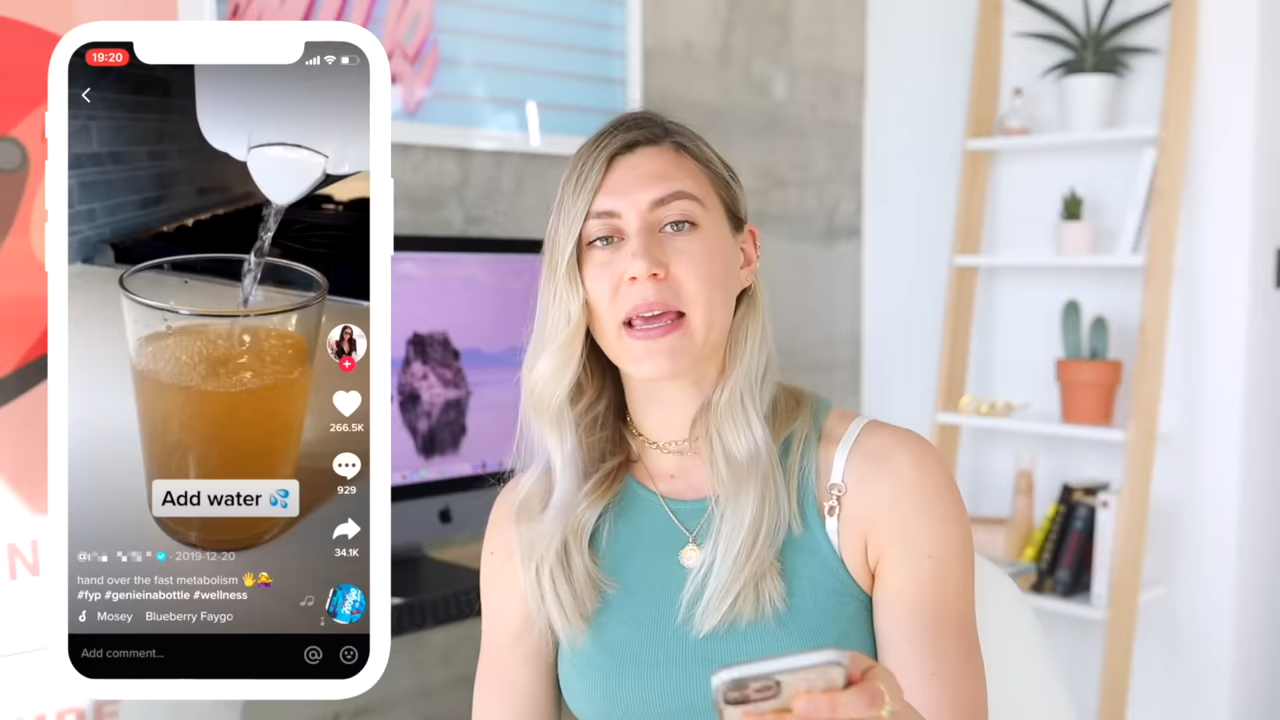 19:20
266.5K
929
Add water 💦
34.1K
· 2019-12-20
hand over the fast metabolism 🖐🤷‍♀️
#fyp #genieinabottle #wellness
Mosey Blueberry Faygo
Add comment...